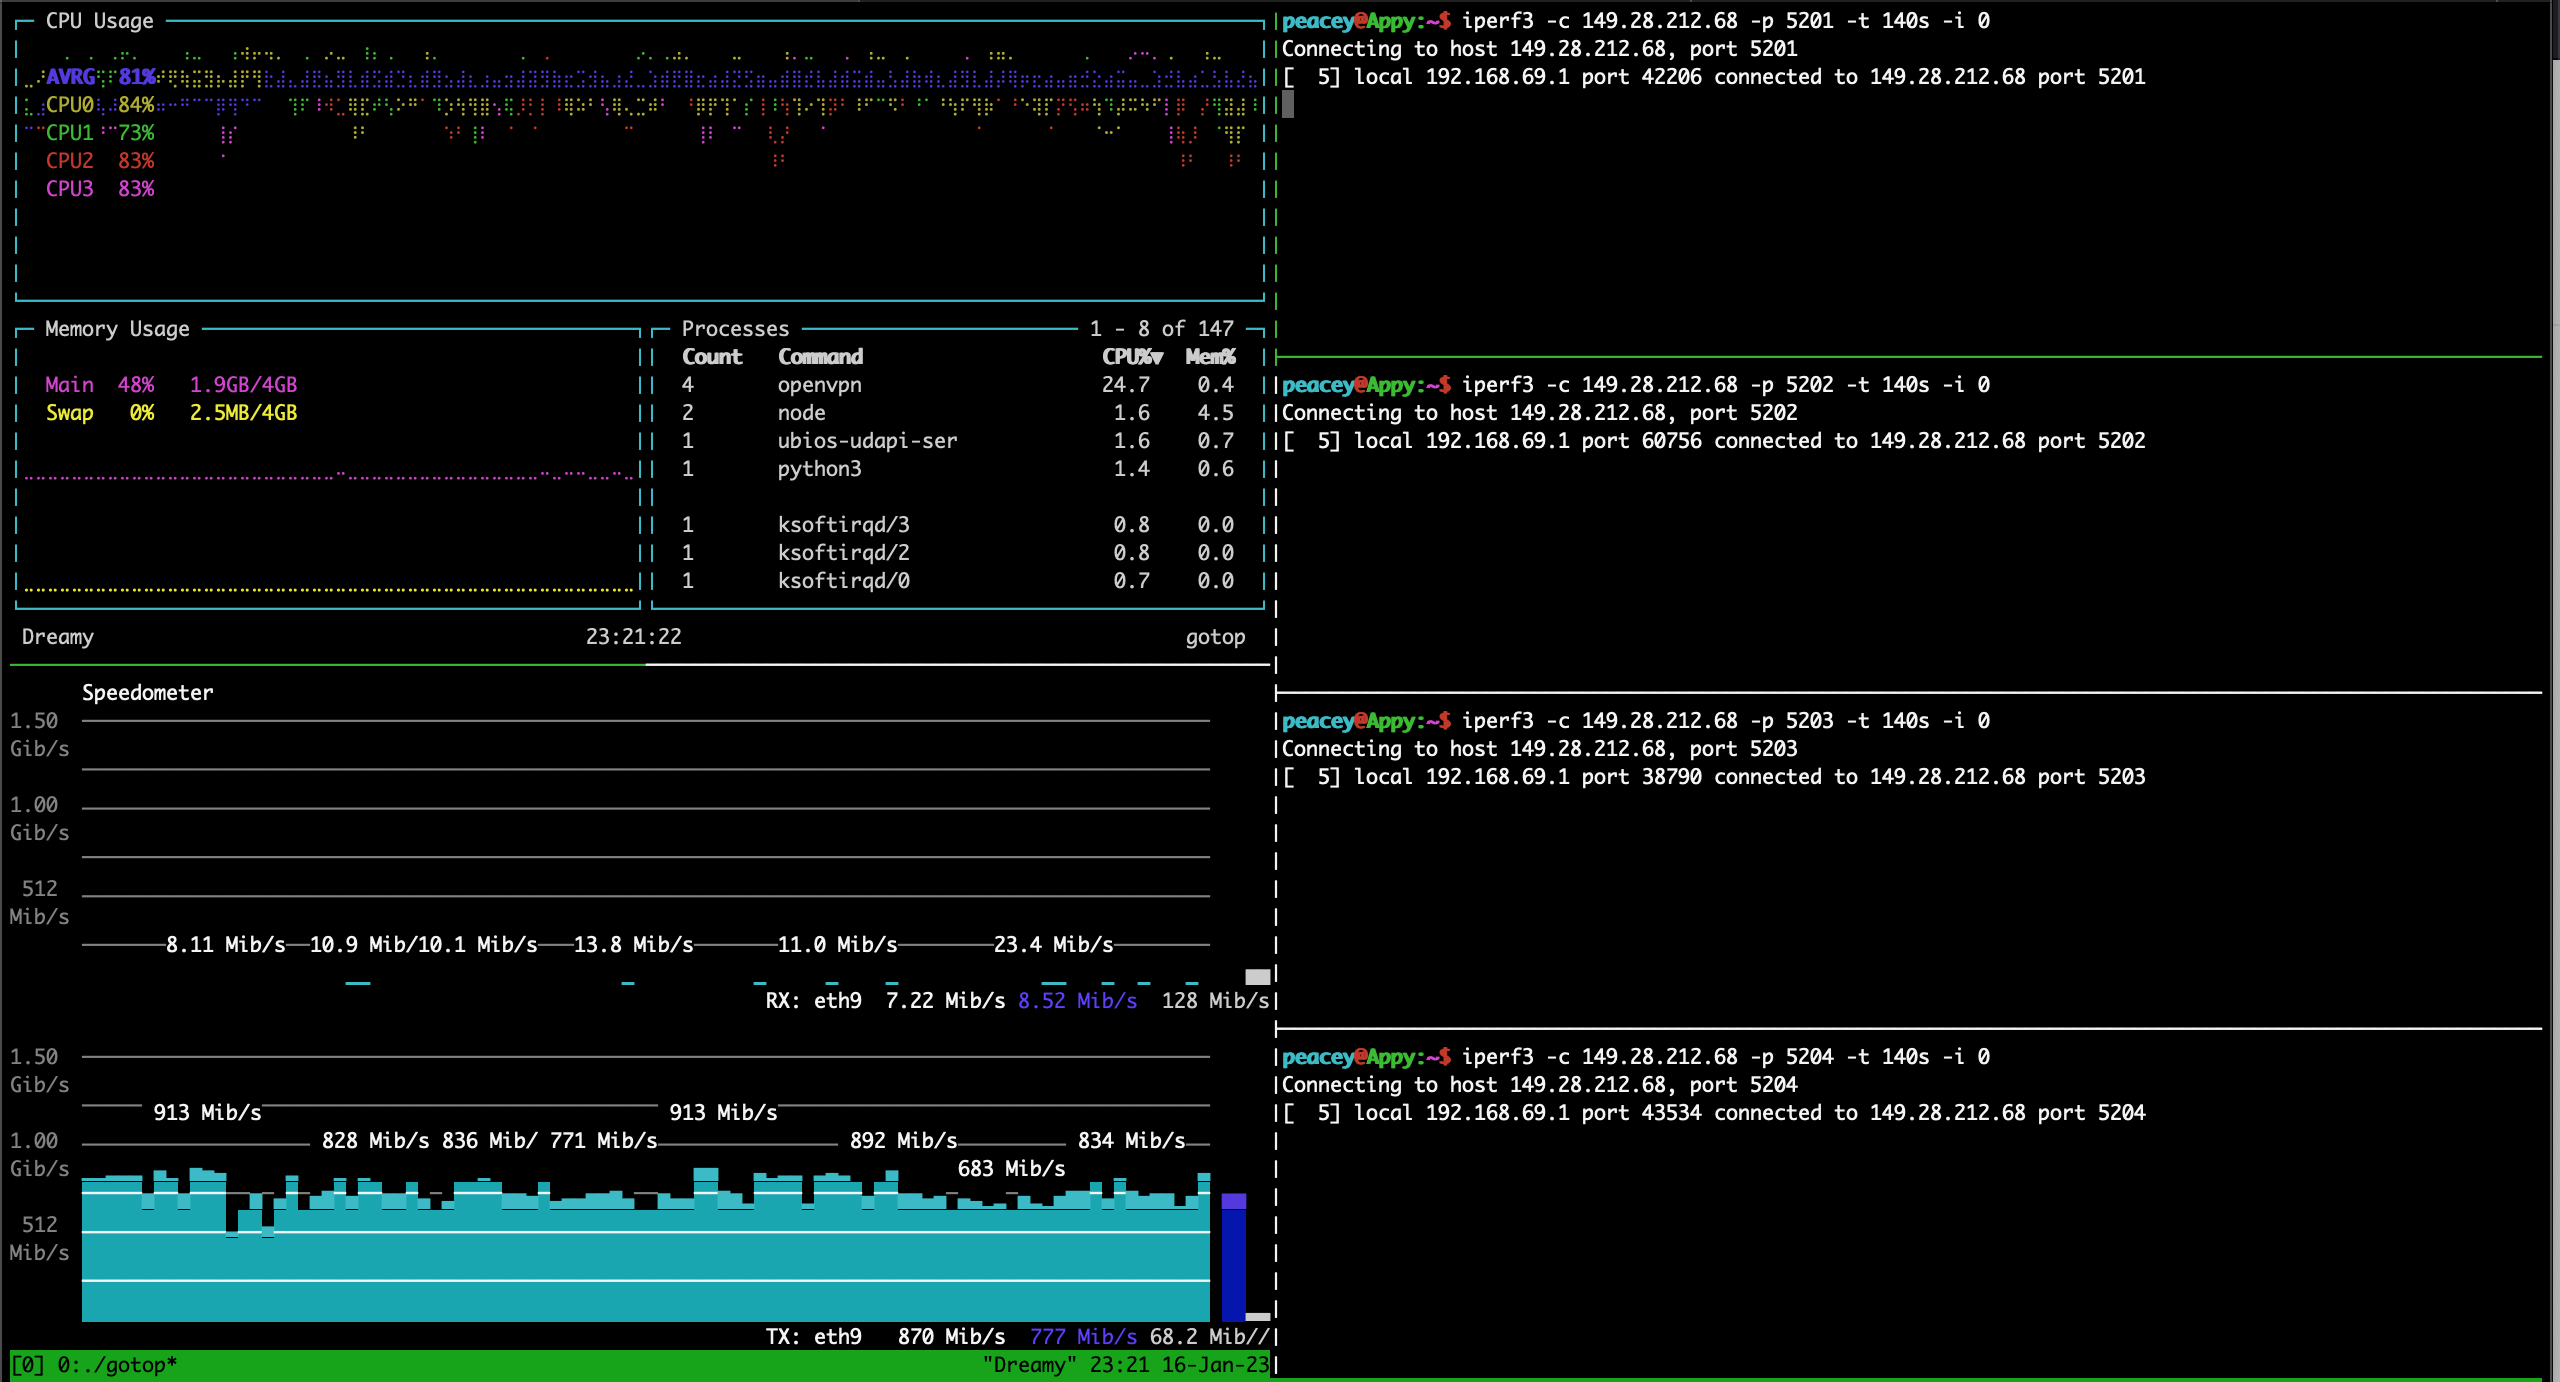 CPU Usage
AVRG 81%
CPU0 84%
CPU1 73%
CPU2 83%
CPU3 83%
Memory Usage
Main 48% 1.9GB/4GB
Swap 0% 2.5MB/4GB
Processes 1 - 8 of 147
Count Command CPU%▼ Mem%
4 openvpn 24.7 0.4
2 node 1.6 4.5
1 ubios-udapi-ser 1.6 0.7
1 python3 1.4 0.6
1 ksoftirqd/3 0.8 0.0
1 ksoftirqd/2 0.8 0.0
1 ksoftirqd/0 0.7 0.0
Dreamy 23:21:22 gotop
Speedometer
1.50
Gib/s
1.00
Gib/s
512
Mib/s
8.11 Mib/s 10.9 Mib/10.1 Mib/s 13.8 Mib/s 11.0 Mib/s 23.4 Mib/s
RX: eth9 7.22 Mib/s 8.52 Mib/s 128 Mib/s
1.50
Gib/s
913 Mib/s 913 Mib/s
1.00 828 Mib/s 836 Mib/ 771 Mib/s 892 Mib/s 834 Mib/s
Gib/s 683 Mib/s
512
Mib/s
TX: eth9 870 Mib/s 777 Mib/s 68.2 Mib//
[0] 0:./gotop* "Dreamy" 23:21 16-Jan-23
peacey@Appy:~$ iperf3 -c 149.28.212.68 -p 5201 -t 140s -i 0
Connecting to host 149.28.212.68, port 5201
[  5] local 192.168.69.1 port 42206 connected to 149.28.212.68 port 5201
peacey@Appy:~$ iperf3 -c 149.28.212.68 -p 5202 -t 140s -i 0
Connecting to host 149.28.212.68, port 5202
[  5] local 192.168.69.1 port 60756 connected to 149.28.212.68 port 5202
peacey@Appy:~$ iperf3 -c 149.28.212.68 -p 5203 -t 140s -i 0
Connecting to host 149.28.212.68, port 5203
[  5] local 192.168.69.1 port 38790 connected to 149.28.212.68 port 5203
peacey@Appy:~$ iperf3 -c 149.28.212.68 -p 5204 -t 140s -i 0
Connecting to host 149.28.212.68, port 5204
[  5] local 192.168.69.1 port 43534 connected to 149.28.212.68 port 5204